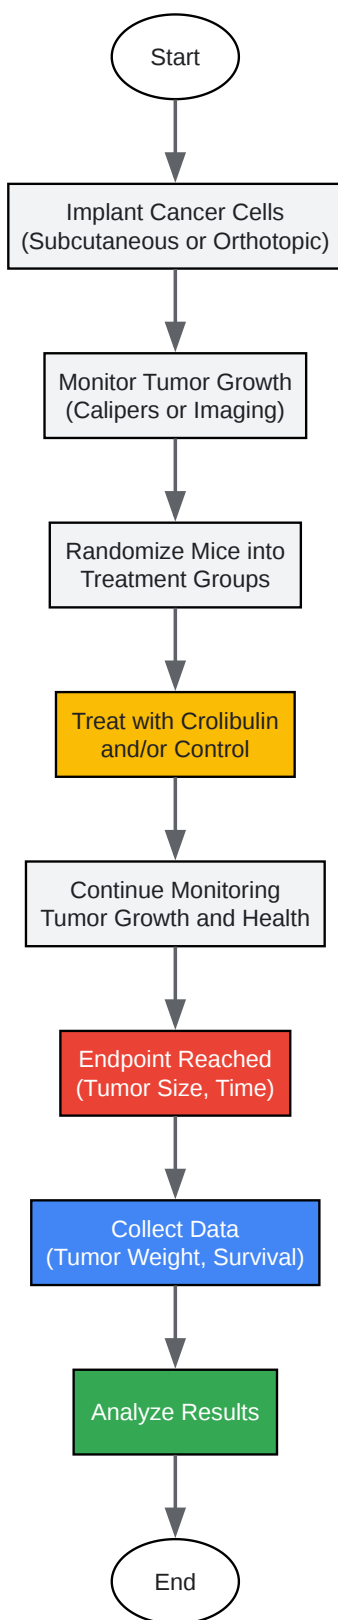 Start
Implant Cancer Cells
(Subcutaneous or Orthotopic)
Monitor Tumor Growth
(Calipers or Imaging)
Randomize Mice into
Treatment Groups
Treat with Crolibulin
and/or Control
Continue Monitoring
Tumor Growth and Health
Endpoint Reached
(Tumor Size, Time)
Collect Data
(Tumor Weight, Survival)
Analyze Results
End